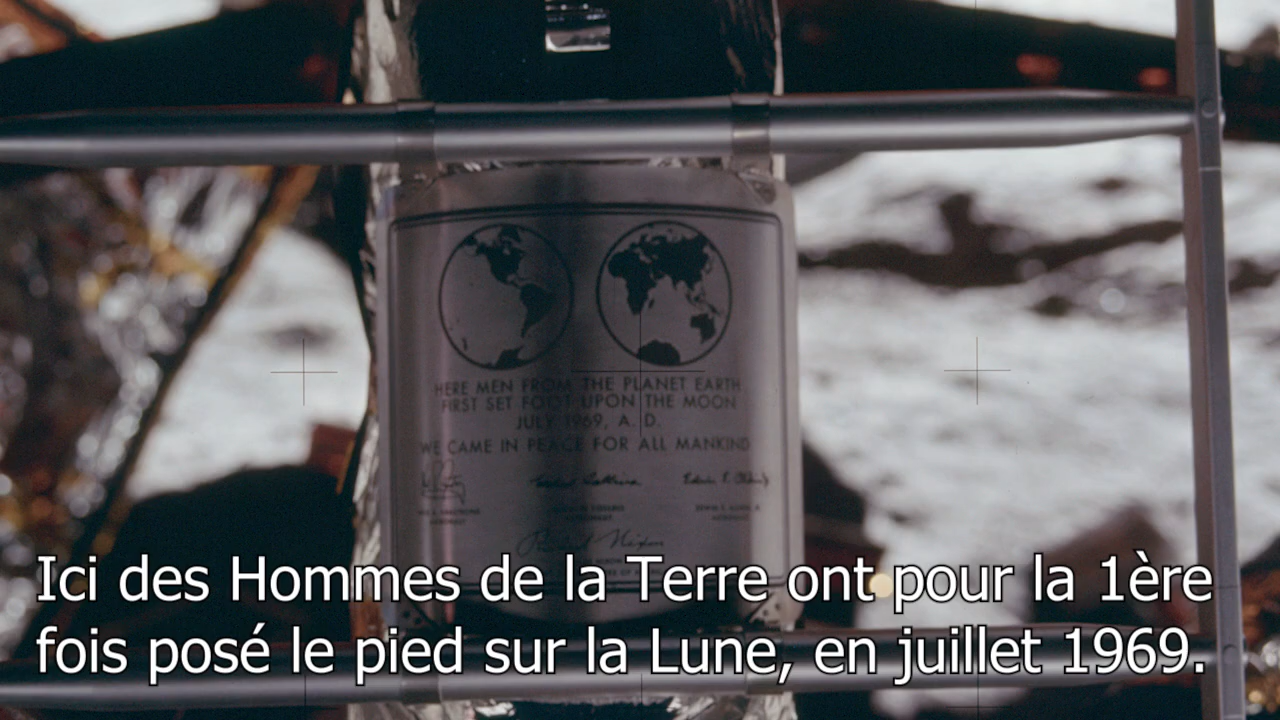 HERE MEN FROM THE PLANET EARTH
FIRST SET FOOT UPON THE MOON
JULY 1969, A. D.
WE CAME IN PEACE FOR ALL MANKIND
Ici des Hommes de la Terre ont pour la 1ère
fois posé le pied sur la Lune, en juillet 1969.